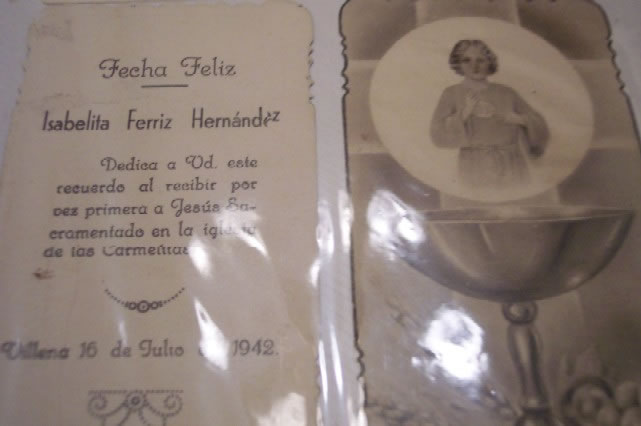 Fecha Feliz
Isabelita Ferriz Hernández
Dedica a Vd. este
recuerdo al recibir por
vez primera a Jesús Sa-
cramentado en la iglesia
de las Carmelitas
Villena 16 de Julio de 1942.